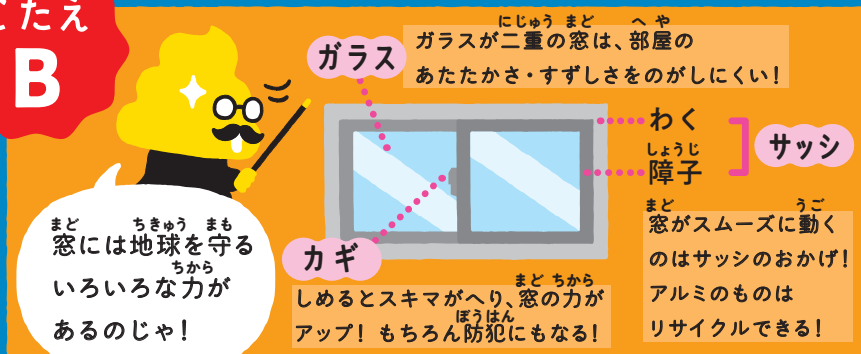 こたえ
B
ガラス
ガラスが二重の窓は、部屋の
あたたかさ・すずしさをのがしにくい!
わく
障子
サッシ
窓がスムーズに動く
のはサッシのおかげ!
アルミのものは
リサイクルできる!
カギ
しめるとスキマがへり、窓の力が
アップ! もちろん防犯にもなる!
窓には地球を守る
いろいろな力が
あるのじゃ!